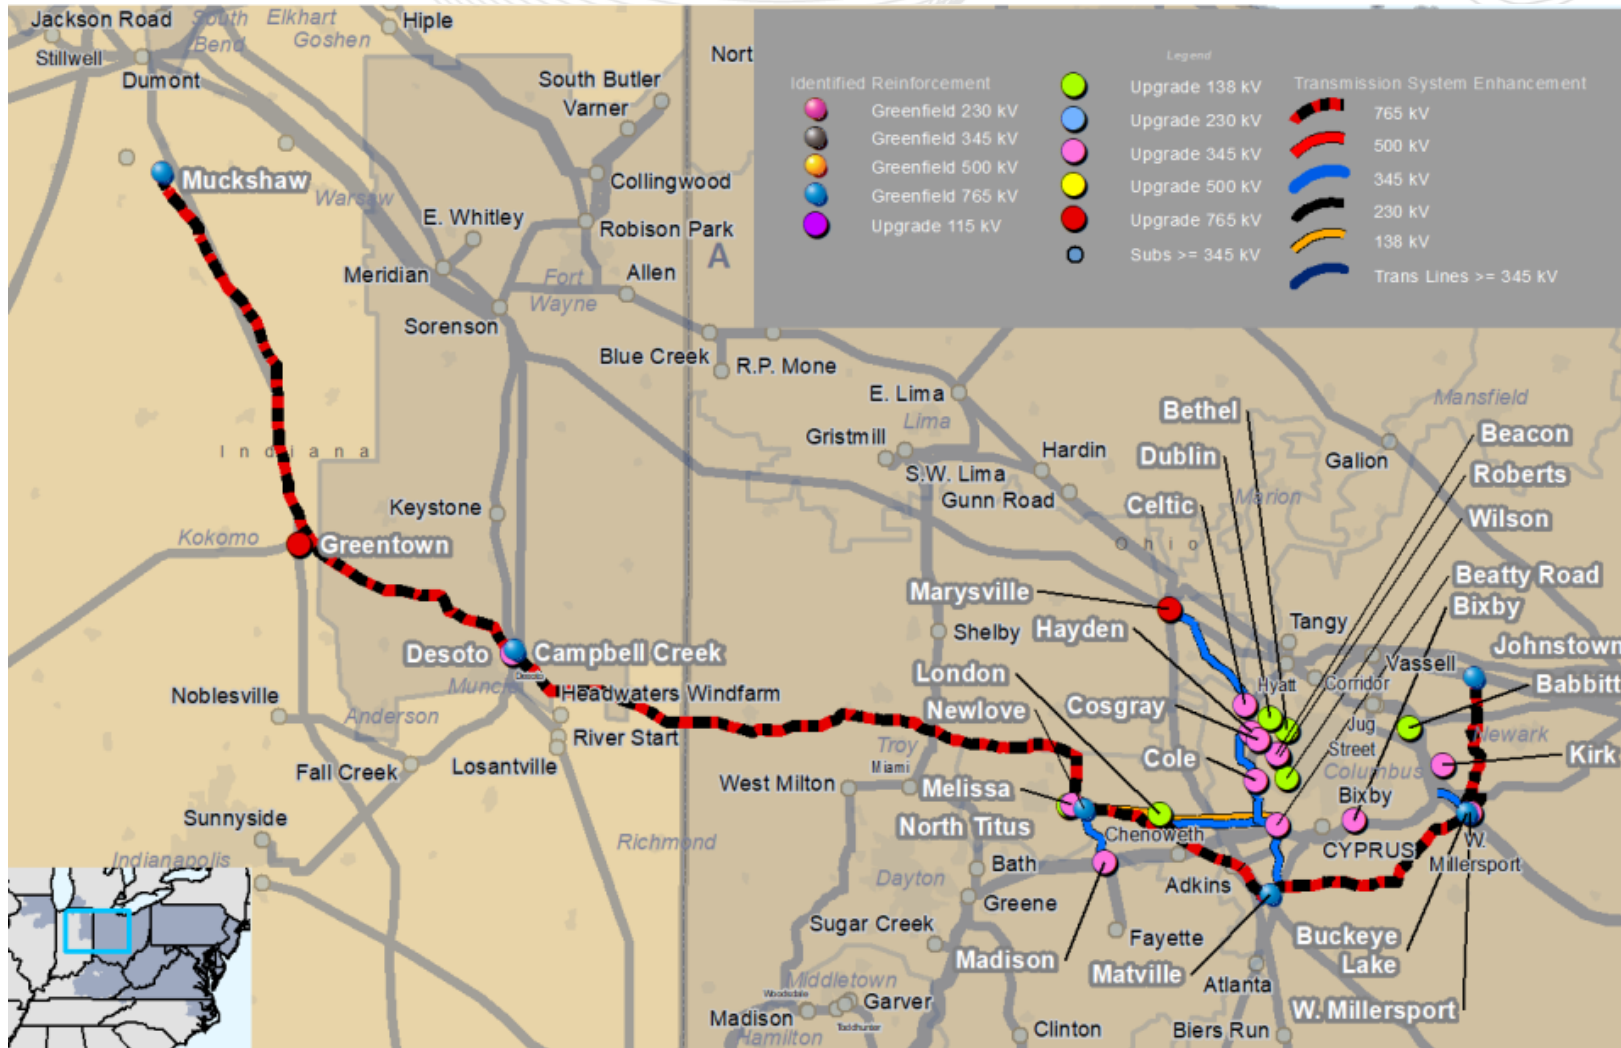 Jackson Road
South
Bend
Elkhart
Goshen
Hiple
Stillwell
Dumont
South Butler
Varner
Nort
Legend
Identified Reinforcement
Greenfield 230 kV
Greenfield 345 kV
Greenfield 500 kV
Greenfield 765 kV
Upgrade 115 kV
Upgrade 138 kV
Upgrade 230 kV
Upgrade 345 kV
Upgrade 500 kV
Upgrade 765 kV
Subs >= 345 kV
Transmission System Enhancement
765 kV
500 kV
345 kV
230 kV
138 kV
Trans Lines >= 345 kV
Muckshaw
Warsaw
Collingwood
E. Whitley
Robison Park
A
Meridian
Allen
Fort
Wayne
Sorenson
Blue Creek
R.P. Mone
E. Lima
Lima
Mansfield
Bethel
Gristmill
Beacon
Hardin
Dublin
Galion
Indiana
S.W. Lima
Roberts
Gunn Road
Marion
Keystone
Celtic
Wilson
Kokomo
Greentown
Ohio
Beatty Road
Marysville
Bixby
Shelby
Hayden
Tangy
Desoto
Campbell Creek
Johnstown
Vassell
London
Desoto
Muncie
Hyatt
Corridor
Babbitt
Noblesville
Headwaters Windfarm
Newlove
Cosgray
Anderson
River Start
Jug
Street
Newark
Troy
Miami
Cole
Kirk
Fall Creek
Losantville
Columbus
West Milton
Melissa
Bixby
Sunnyside
North Titus
Chenoweth
CYPRUS
W.
Millersport
Richmond
Indianapolis
Bath
Dayton
Adkins
Greene
Sugar Creek
Fayette
Buckeye
Lake
Madison
Matville
Middletown
Atlanta
Woodsdale
Garver
W. Millersport
Madison
Todhunter
Hamilton
Clinton
Biers Run